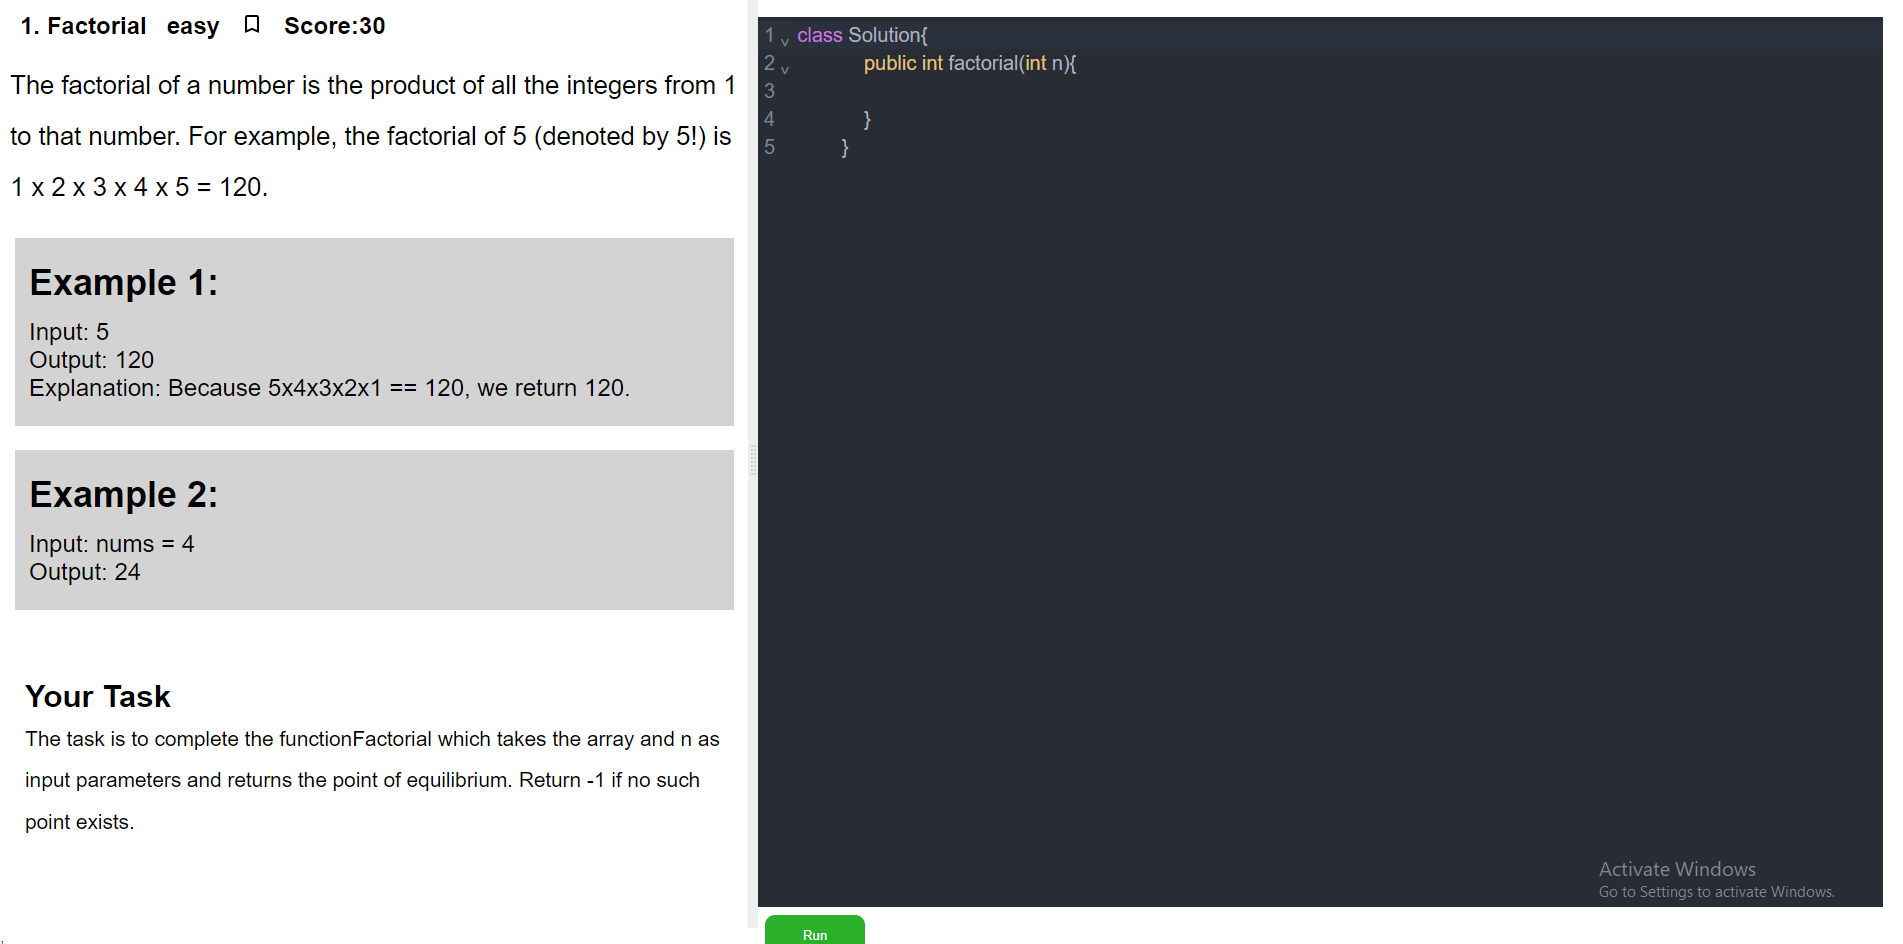 1. Factorial easy Score:30
The factorial of a number is the product of all the integers from 1
to that number. For example, the factorial of 5 (denoted by 5!) is
1 x 2 x 3 x 4 x 5 = 120.
Example 1:
Input: 5
Output: 120
Explanation: Because 5x4x3x2x1 == 120, we return 120.
Example 2:
Input: nums = 4
Output: 24
Your Task
The task is to complete the functionFactorial which takes the array and n as
input parameters and returns the point of equilibrium. Return -1 if no such
point exists.
1 class Solution{
2 public int factorial(int n){
3
4 }
5 }
Activate Windows
Go to Settings to activate Windows.
Run